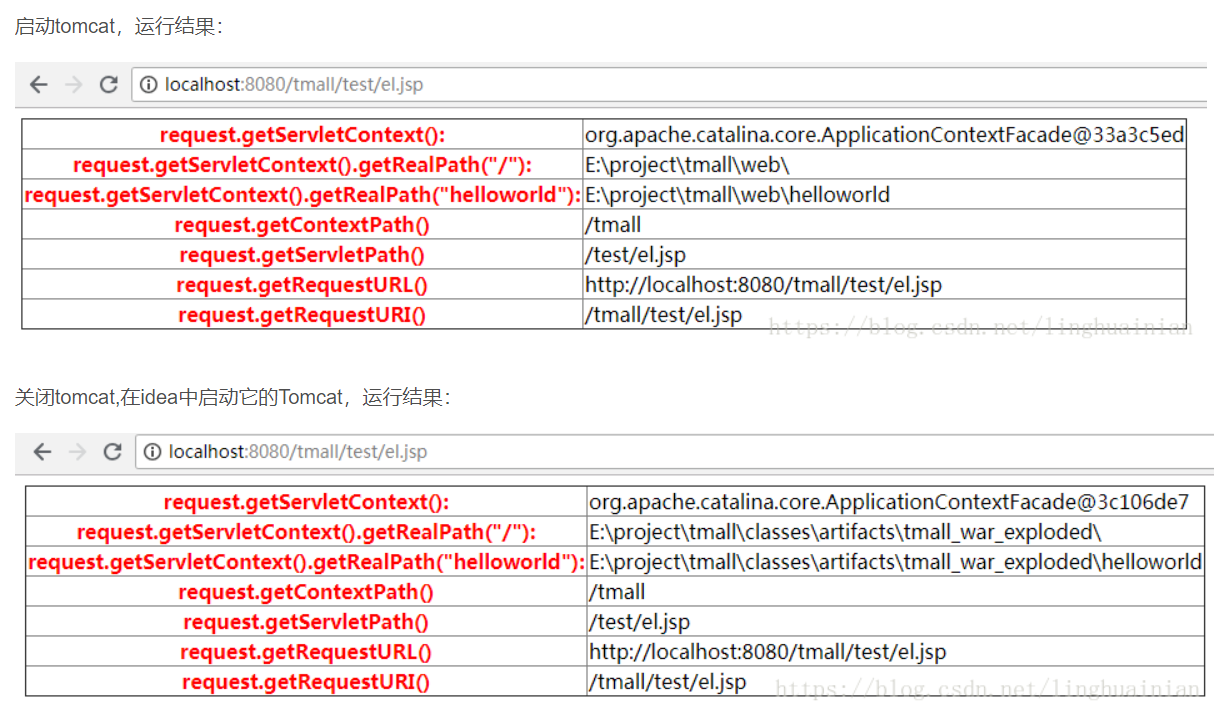 启动tomcat，运行结果：
localhost:8080/tmall/test/el.jsp
request.getServletContext(): org.apache.catalina.core.ApplicationContextFacade@33a3c5ed
request.getServletContext().getRealPath("/"): E:\project\tmall\web\
request.getServletContext().getRealPath("helloworld"): E:\project\tmall\web\helloworld
request.getContextPath() /tmall
request.getServletPath() /test/el.jsp
request.getRequestURL() http://localhost:8080/tmall/test/el.jsp
request.getRequestURI() /tmall/test/el.jsp
https://blog.csdn.net/linghuainian
关闭tomcat,在idea中启动它的Tomcat，运行结果：
localhost:8080/tmall/test/el.jsp
request.getServletContext(): org.apache.catalina.core.ApplicationContextFacade@3c106de7
request.getServletContext().getRealPath("/"): E:\project\tmall\classes\artifacts\tmall_war_exploded\
request.getServletContext().getRealPath("helloworld"): E:\project\tmall\classes\artifacts\tmall_war_exploded\helloworld
request.getContextPath() /tmall
request.getServletPath() /test/el.jsp
request.getRequestURL() http://localhost:8080/tmall/test/el.jsp
request.getRequestURI() /tmall/test/el.jsp
https://blog.csdn.net/linghuainian